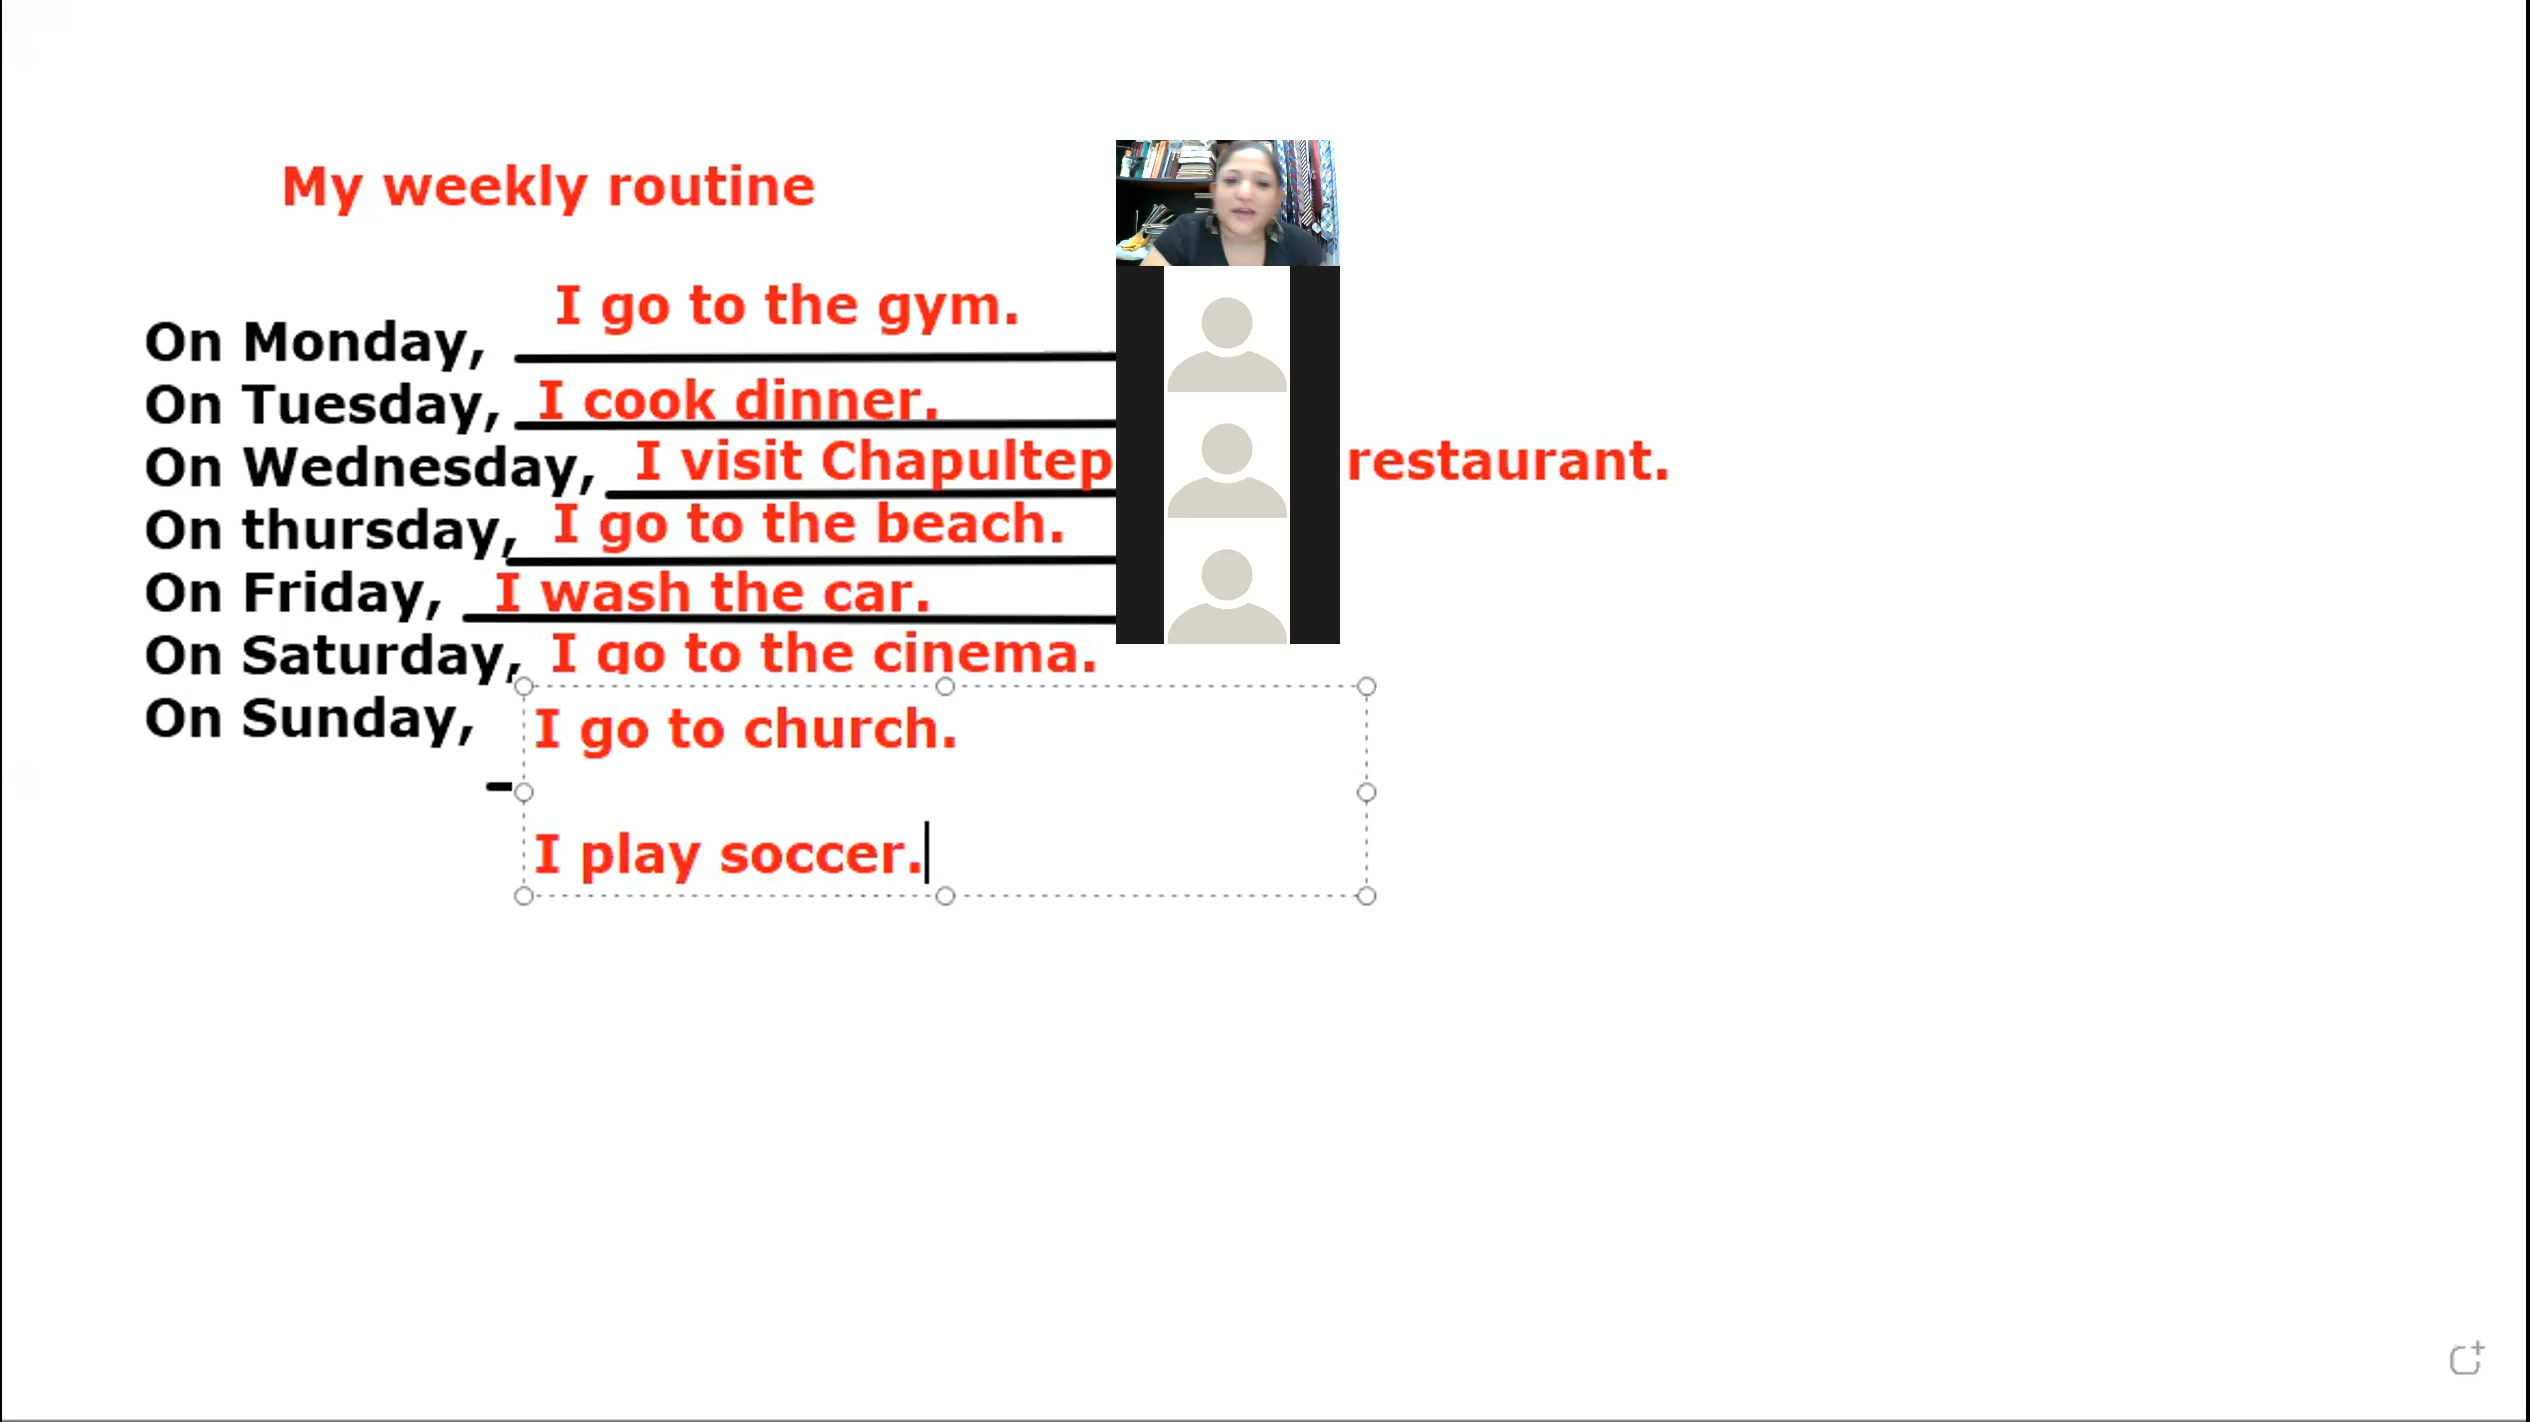 My weekly routine
On Monday, I go to the gym.
On Tuesday, I cook dinner.
On Wednesday, I visit Chapultep restaurant.
On thursday, I go to the beach.
On Friday, I wash the car.
On Saturday, I go to the cinema.
On Sunday, I go to church.
I play soccer.